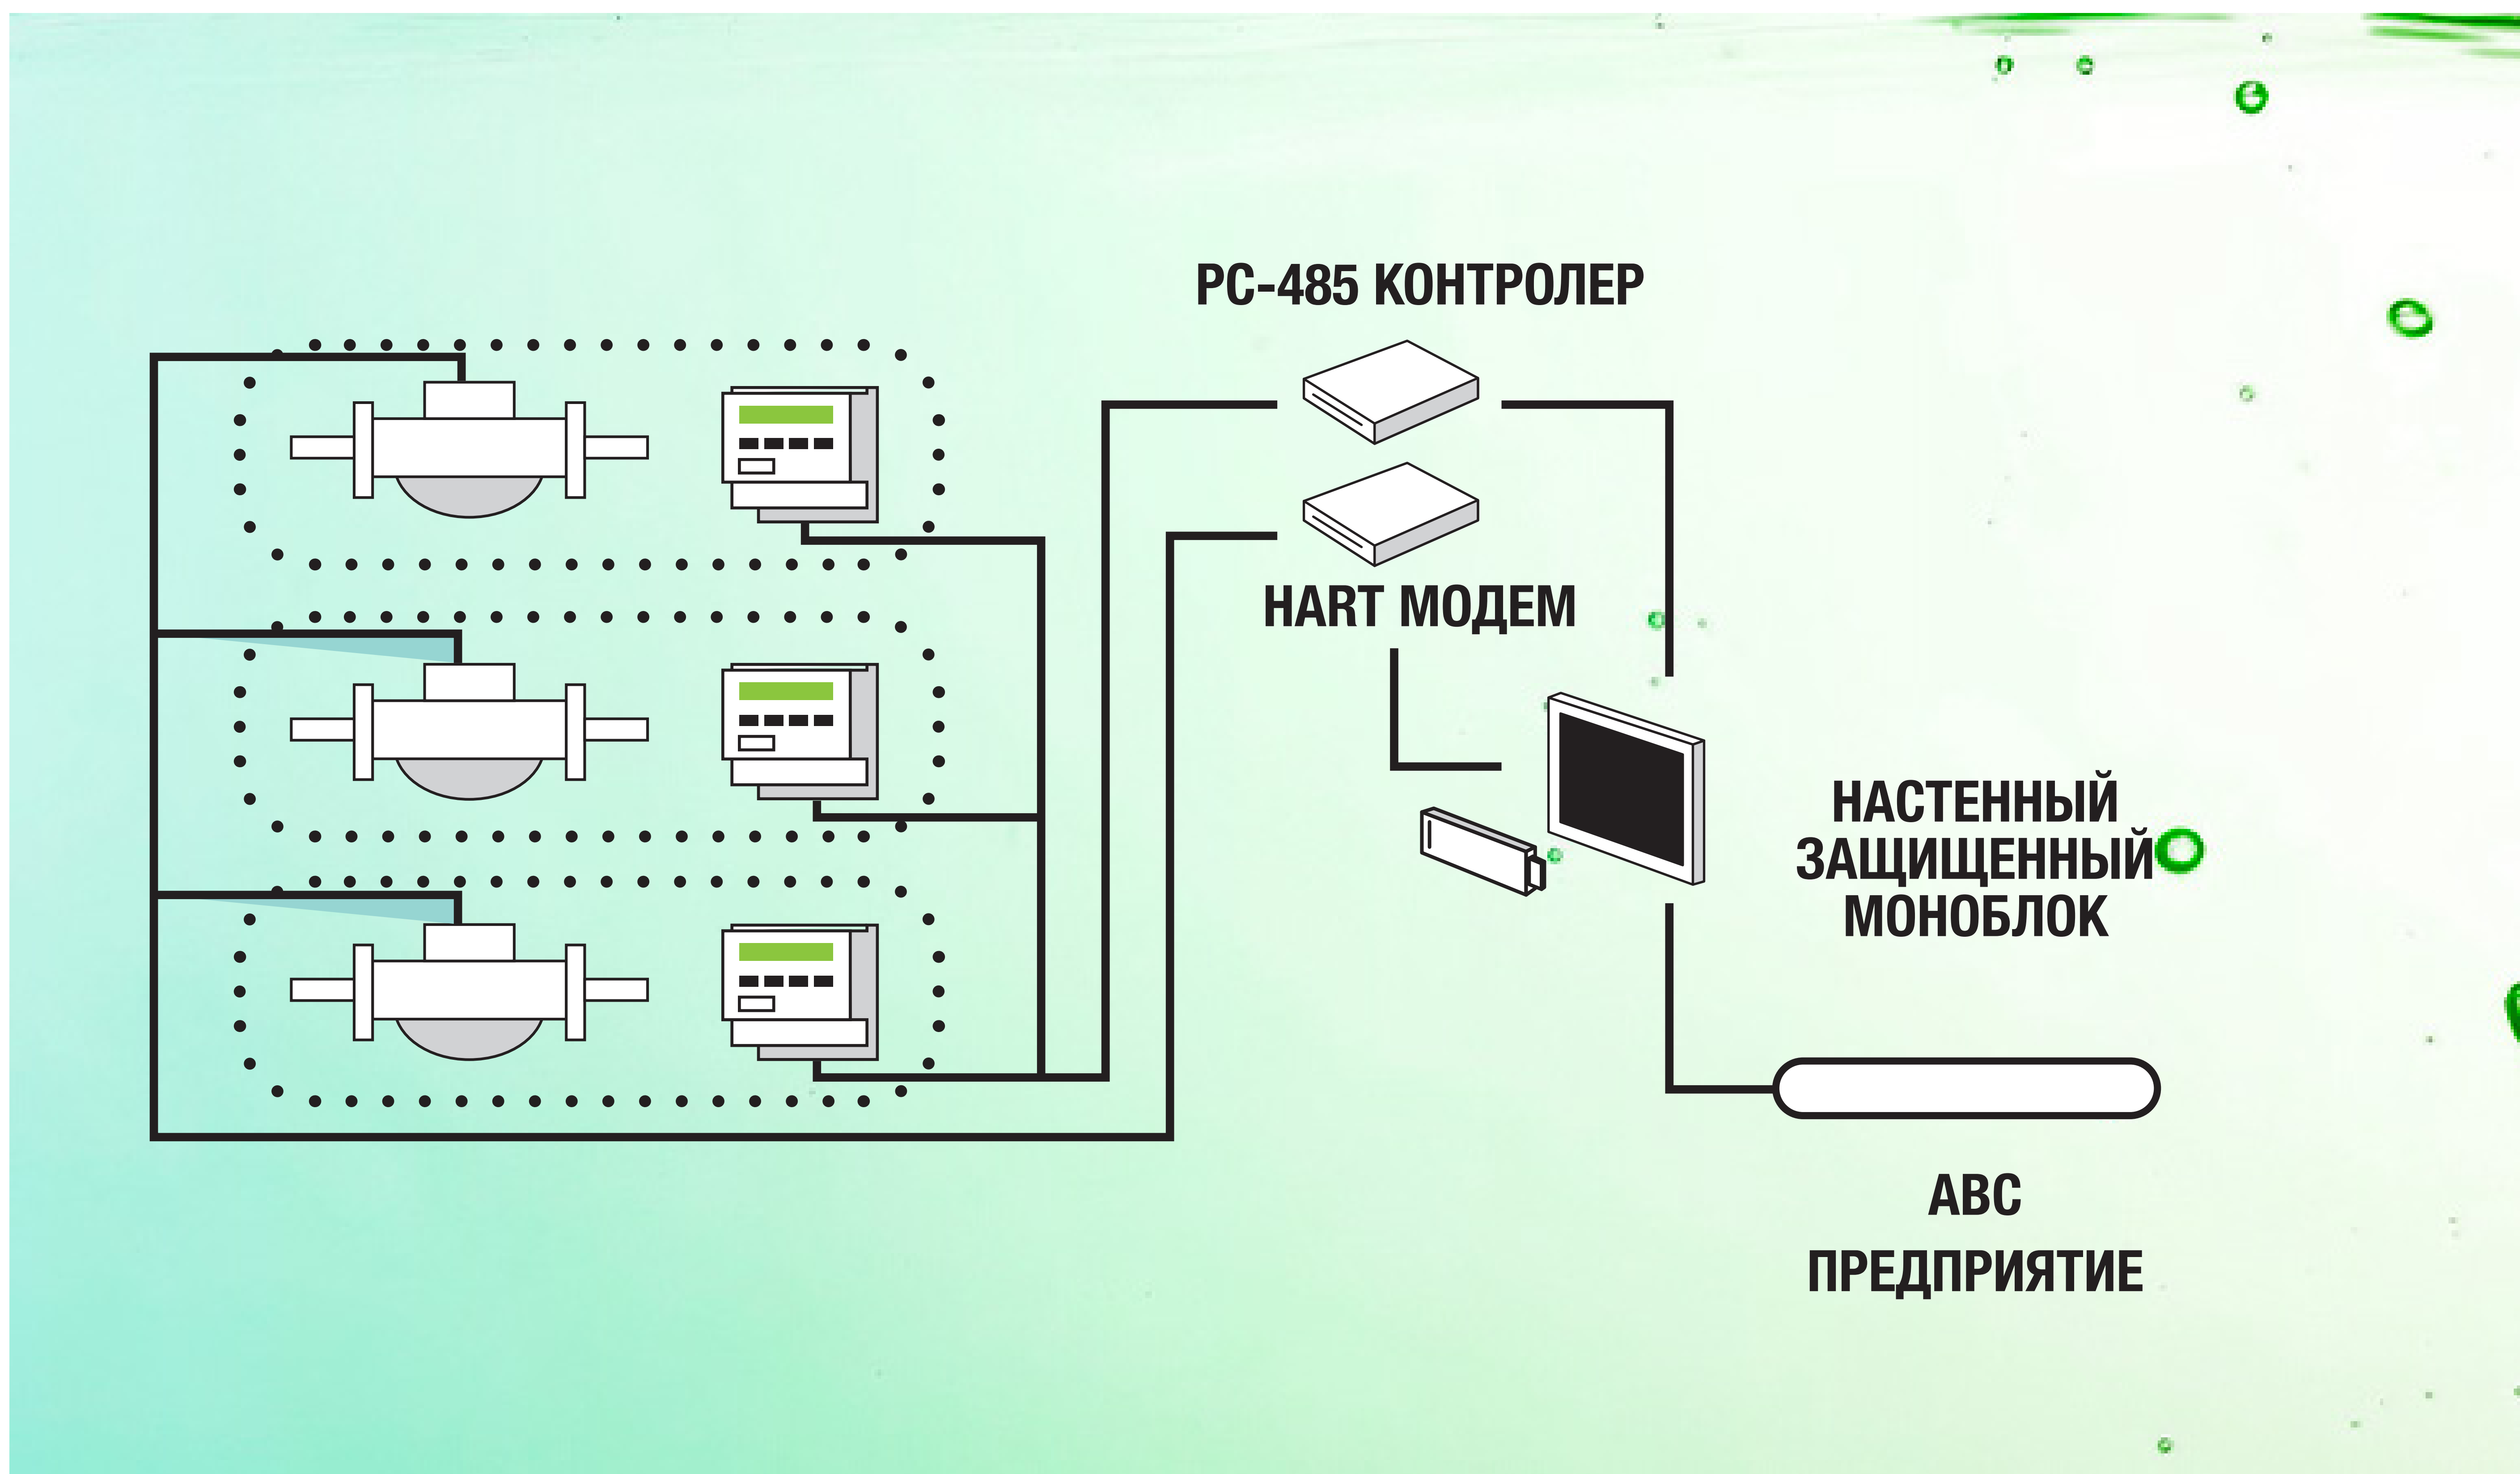 РС-485 КОНТРОЛЕР
HART МОДЕМ
НАСТЕННЫЙ
ЗАЩИЩЕННЫЙ
МОНОБЛОК
АВС
ПРЕДПРИЯТИЕ